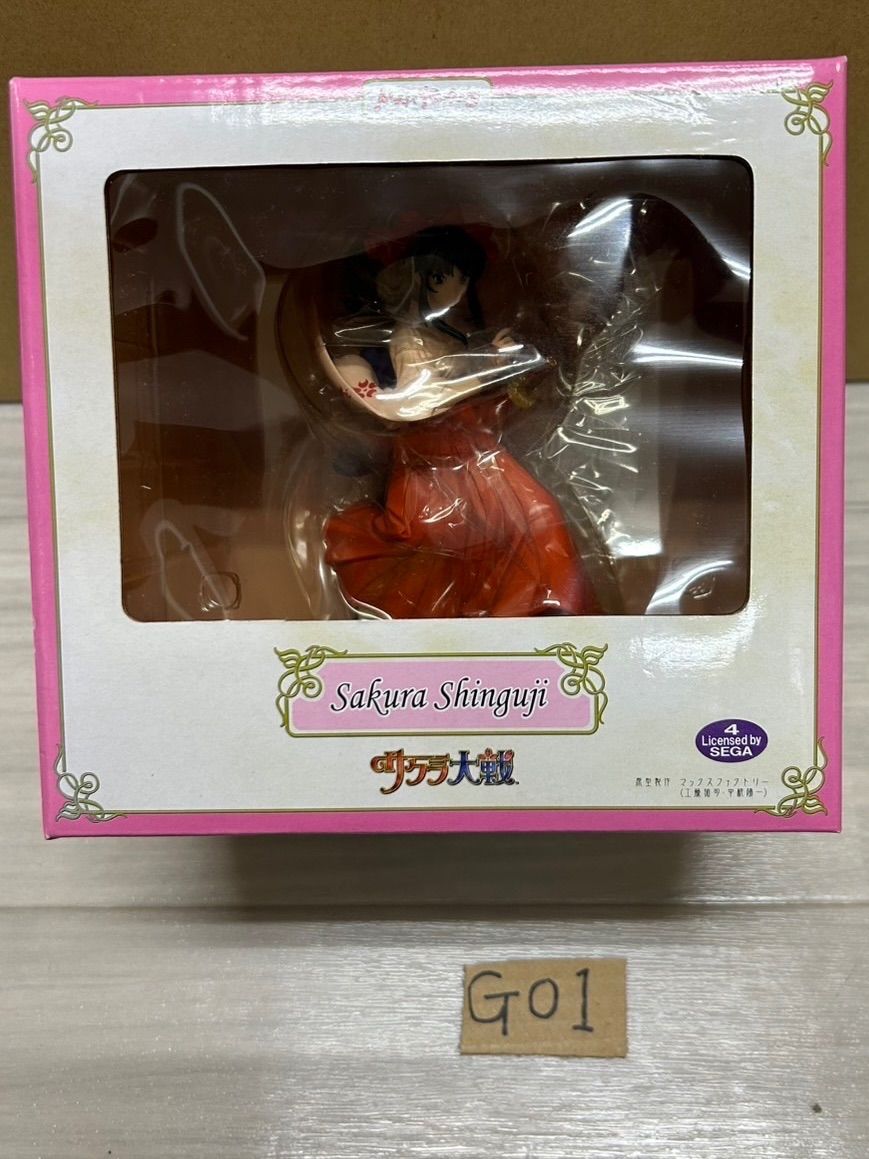 Sakura Shinguji
サクラ大戦
4
Licensed by
SEGA
原型製作 マックスファクトリー
G01